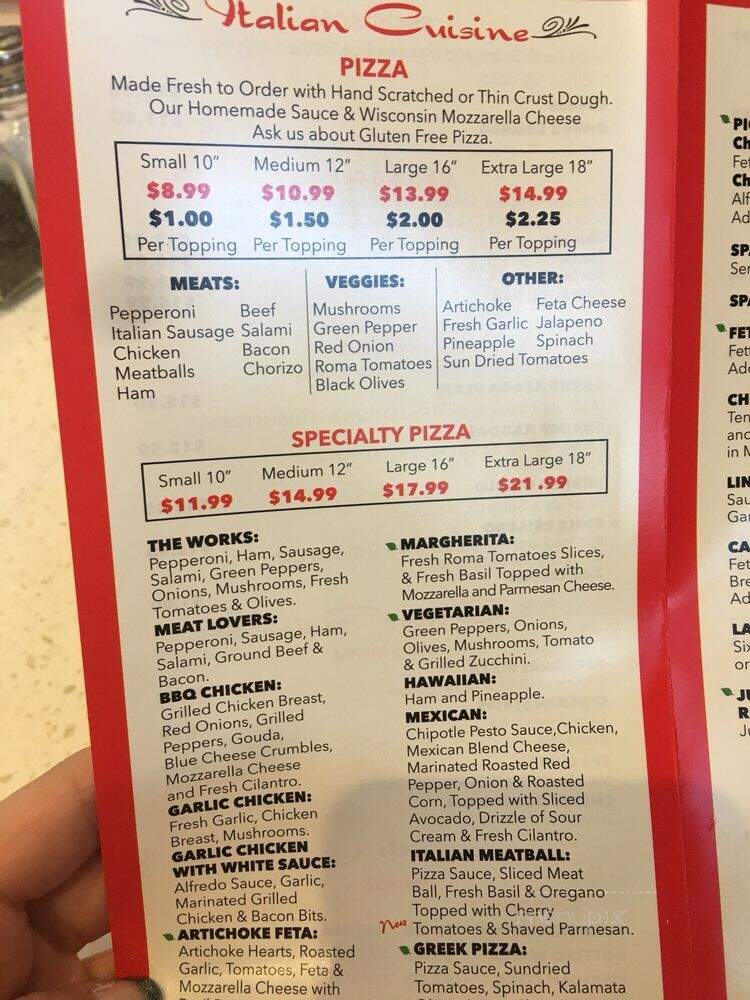 Italian Cuisine
PIZZA
Made Fresh to Order with Hand Scratched or Thin Crust Dough.
Our Homemade Sauce & Wisconsin Mozzarella Cheese
Ask us about Gluten Free Pizza.
Small 10" Medium 12" Large 16" Extra Large 18"
$8.99 $10.99 $13.99 $14.99
$1.00 $1.50 $2.00 $2.25
Per Topping Per Topping Per Topping Per Topping
MEATS:
Pepperoni Beef
Italian Sausage Salami
Chicken Bacon
Meatballs Chorizo
Ham
VEGGIES:
Mushrooms
Green Pepper
Red Onion
Roma Tomatoes
Black Olives
OTHER:
Artichoke Feta Cheese
Fresh Garlic Jalapeno
Pineapple Spinach
Sun Dried Tomatoes
SPECIALTY PIZZA
Small 10" Medium 12" Large 16" Extra Large 18"
$11.99 $14.99 $17.99 $21.99
THE WORKS:
Pepperoni, Ham, Sausage,
Salami, Green Peppers,
Onions, Mushrooms, Fresh
Tomatoes & Olives.
MEAT LOVERS:
Pepperoni, Sausage, Ham,
Salami, Ground Beef &
Bacon.
BBQ CHICKEN:
Grilled Chicken Breast,
Red Onions, Grilled
Peppers, Gouda,
Blue Cheese Crumbles,
Mozzarella Cheese
and Fresh Cilantro.
GARLIC CHICKEN:
Fresh Garlic, Chicken
Breast, Mushrooms.
GARLIC CHICKEN
WITH WHITE SAUCE:
Alfredo Sauce, Garlic,
Marinated Grilled
Chicken & Bacon Bits.
ARTICHOKE FETA:
Artichoke Hearts, Roasted
Garlic, Tomatoes, Feta &
Mozzarella Cheese with
MARGHERITA:
Fresh Roma Tomatoes Slices,
& Fresh Basil Topped with
Mozzarella and Parmesan Cheese.
VEGETARIAN:
Green Peppers, Onions,
Olives, Mushrooms, Tomato
& Grilled Zucchini.
HAWAIIAN:
Ham and Pineapple.
MEXICAN:
Chipotle Pesto Sauce,Chicken,
Mexican Blend Cheese,
Marinated Roasted Red
Pepper, Onion & Roasted
Corn, Topped with Sliced
Avocado, Drizzle of Sour
Cream & Fresh Cilantro.
ITALIAN MEATBALL:
Pizza Sauce, Sliced Meat
Ball, Fresh Basil & Oregano
Topped with Cherry
New Tomatoes & Shaved Parmesan.
GREEK PIZZA:
Pizza Sauce, Sundried
Tomatoes, Spinach, Kalamata